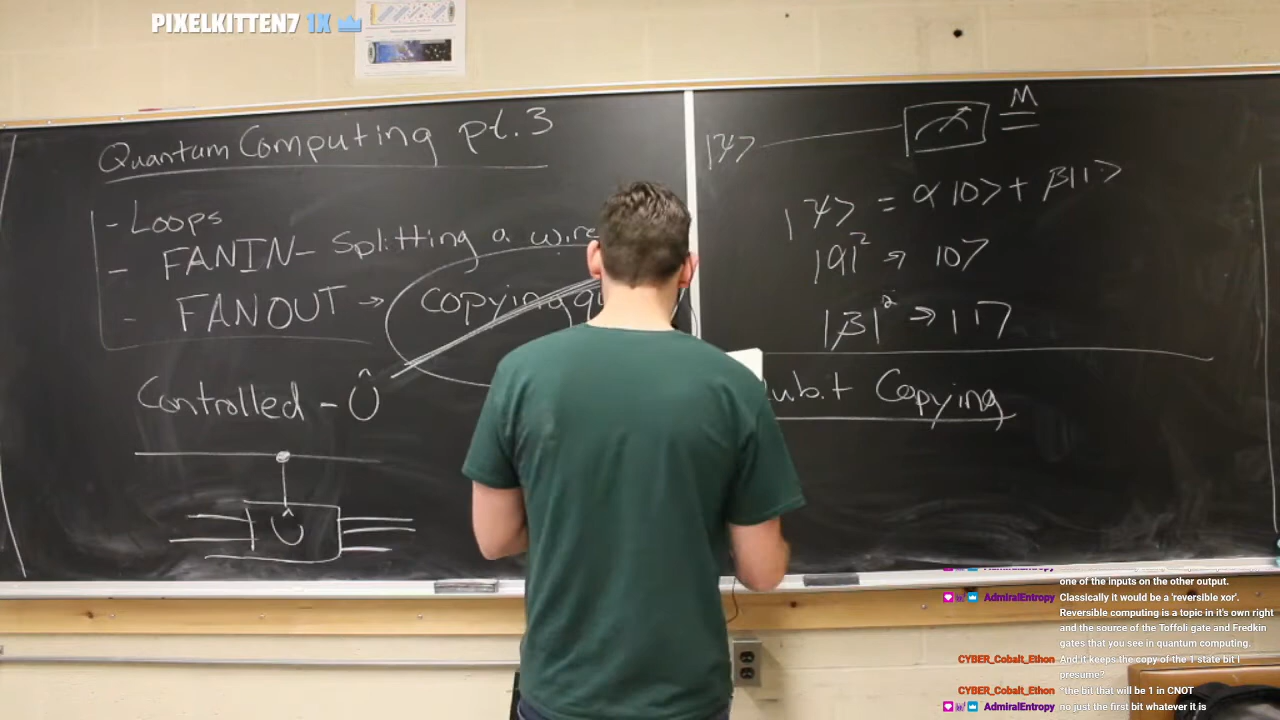 PIXELKITTEN7 1X
Quantum Computing pt.3
- Loops
- FANIN- Splitting a wire
- FANOUT → copying
Controlled - Û
Û
|ψ>
M
|ψ> = α|0> + β|1>
|α|² → |0>
|β|² → |1>
Copying
one of the inputs on the other output.
AdmiralEntropy Classically it would be a 'reversible xor'.
Reversible computing is a topic in it's own right
and the source of the Toffoli gate and Fredkin
gates that you see in quantum computing.
CYBER_Cobalt_Ethon And it keeps the copy of the 1 state bit I
presume?
CYBER_Cobalt_Ethon *the bit that will be 1 in CNOT
AdmiralEntropy no just the first bit whatever it is